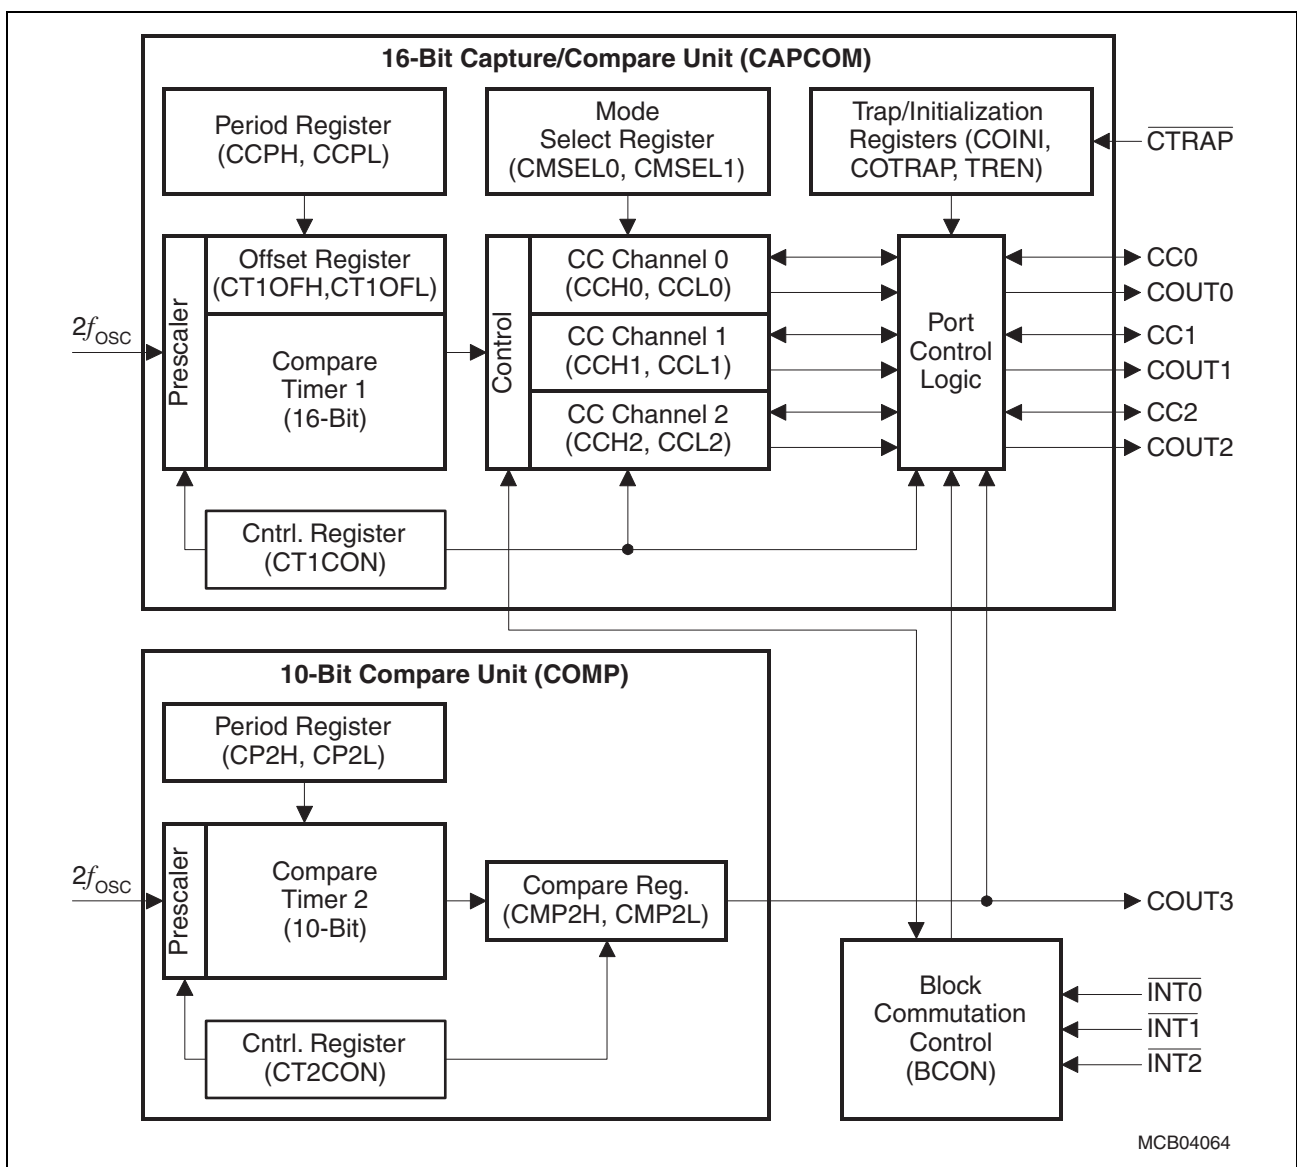 16-Bit Capture/Compare Unit (CAPCOM)
Period Register
(CCPH, CCPL)
Mode
Select Register
(CMSEL0, CMSEL1)
Trap/Initialization
Registers (COINI,
COTRAP, TREN)
CTRAP
2fOSC
Prescaler
Offset Register
(CT1OFH,CT1OFL)
Compare
Timer 1
(16-Bit)
Control
CC Channel 0
(CCH0, CCL0)
CC Channel 1
(CCH1, CCL1)
CC Channel 2
(CCH2, CCL2)
Port
Control
Logic
CC0
COUT0
CC1
COUT1
CC2
COUT2
Cntrl. Register
(CT1CON)
10-Bit Compare Unit (COMP)
Period Register
(CP2H, CP2L)
2fOSC
Prescaler
Compare
Timer 2
(10-Bit)
Compare Reg.
(CMP2H, CMP2L)
COUT3
Cntrl. Register
(CT2CON)
Block
Commutation
Control
(BCON)
INT0
INT1
INT2
MCB04064